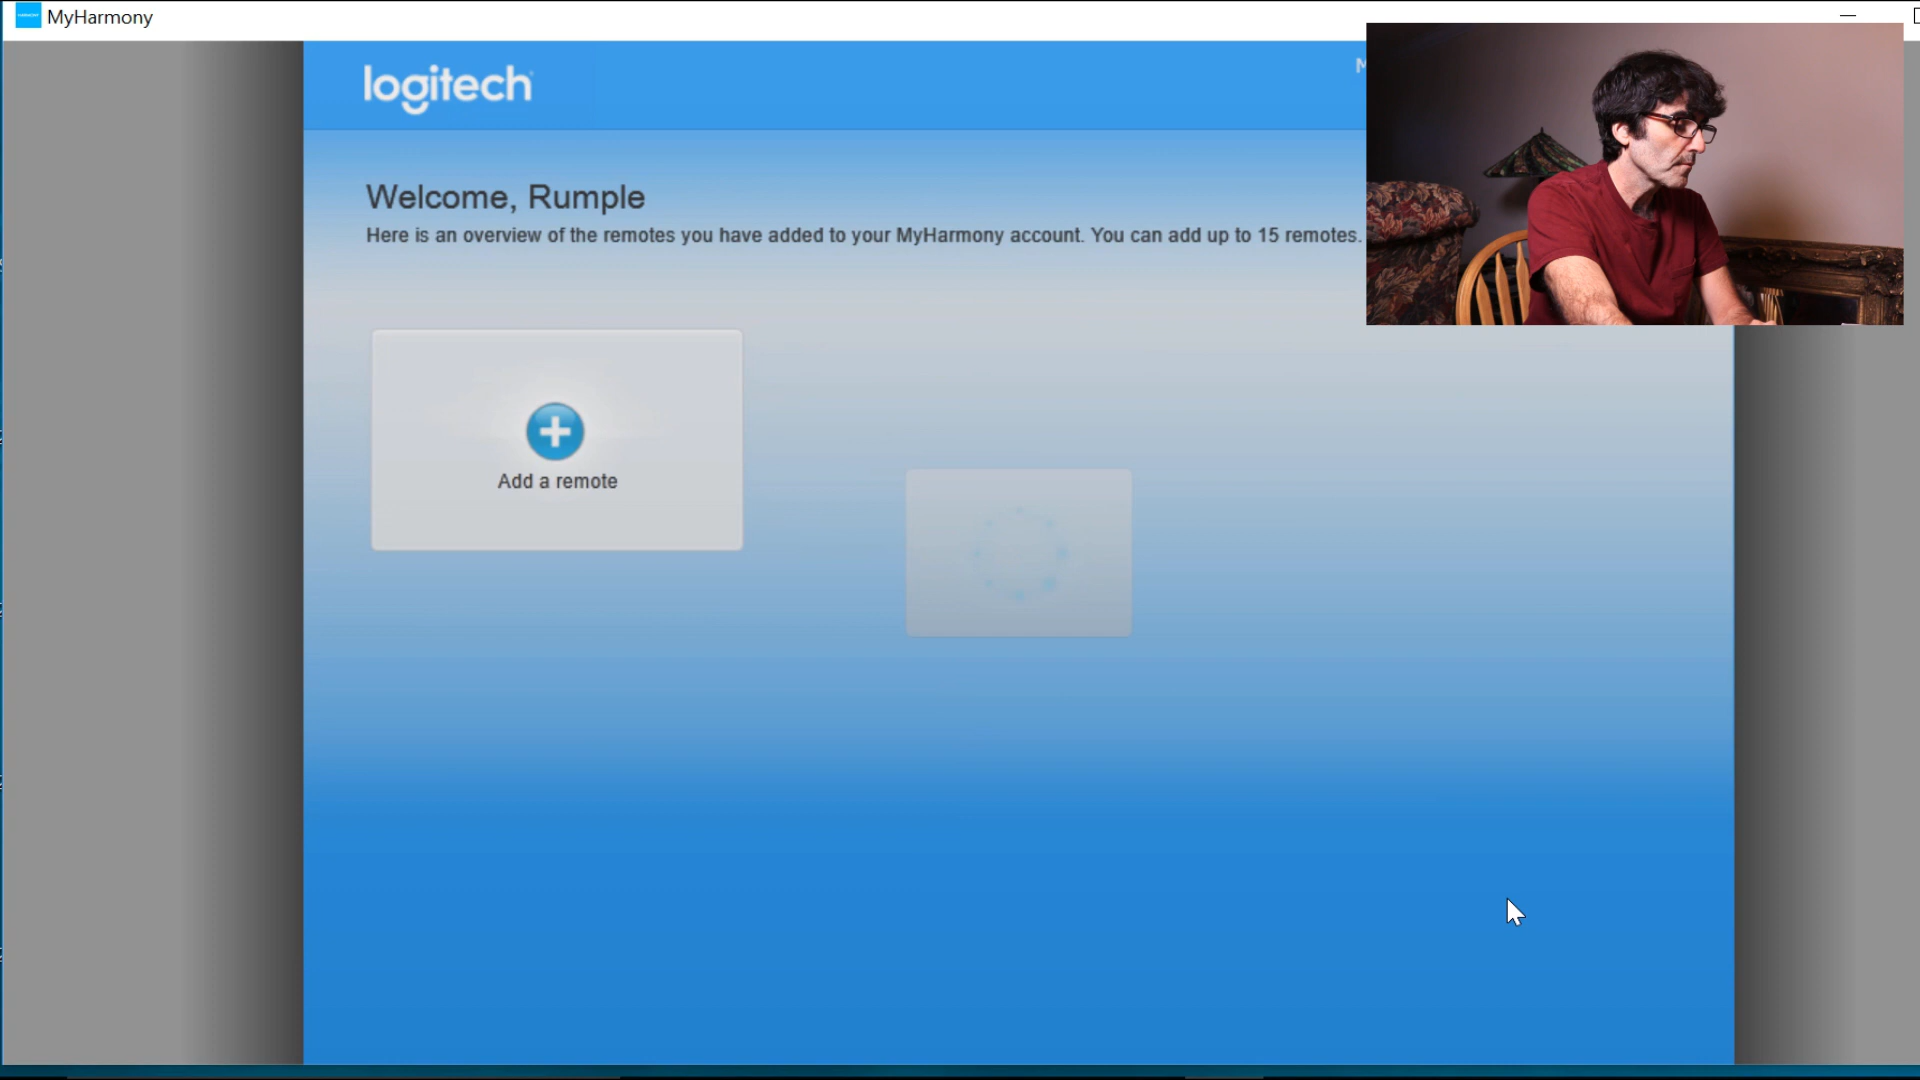 MyHarmony
logitech
Welcome, Rumple
Here is an overview of the remotes you have added to your MyHarmony account. You can add up to 15 remotes.
Add a remote